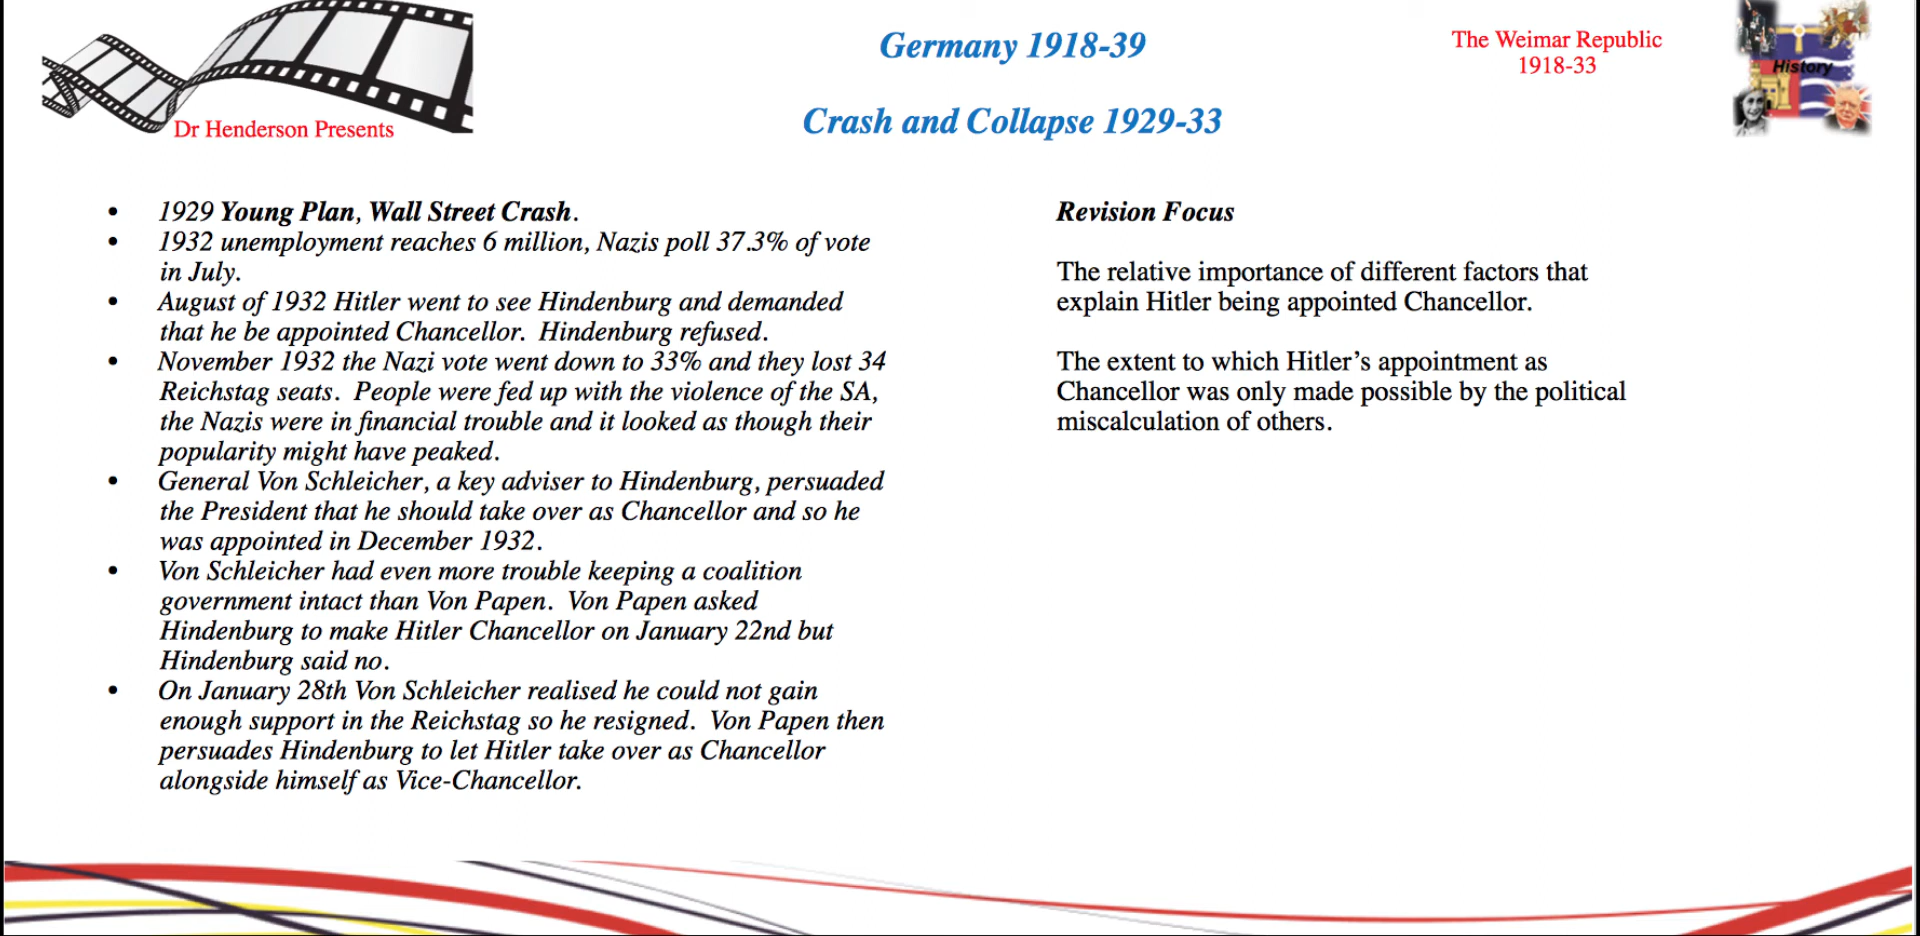 Germany 1918-39
The Weimar Republic
1918-33
History
Crash and Collapse 1929-33
Dr Henderson Presents
• 1929 Young Plan, Wall Street Crash.
• 1932 unemployment reaches 6 million, Nazis poll 37.3% of vote
in July.
• August of 1932 Hitler went to see Hindenburg and demanded
that he be appointed Chancellor.  Hindenburg refused.
• November 1932 the Nazi vote went down to 33% and they lost 34
Reichstag seats.  People were fed up with the violence of the SA,
the Nazis were in financial trouble and it looked as though their
popularity might have peaked.
• General Von Schleicher, a key adviser to Hindenburg, persuaded
the President that he should take over as Chancellor and so he
was appointed in December 1932.
• Von Schleicher had even more trouble keeping a coalition
government intact than Von Papen.  Von Papen asked
Hindenburg to make Hitler Chancellor on January 22nd but
Hindenburg said no.
• On January 28th Von Schleicher realised he could not gain
enough support in the Reichstag so he resigned.  Von Papen then
persuades Hindenburg to let Hitler take over as Chancellor
alongside himself as Vice-Chancellor.
Revision Focus
The relative importance of different factors that
explain Hitler being appointed Chancellor.
The extent to which Hitler’s appointment as
Chancellor was only made possible by the political
miscalculation of others.